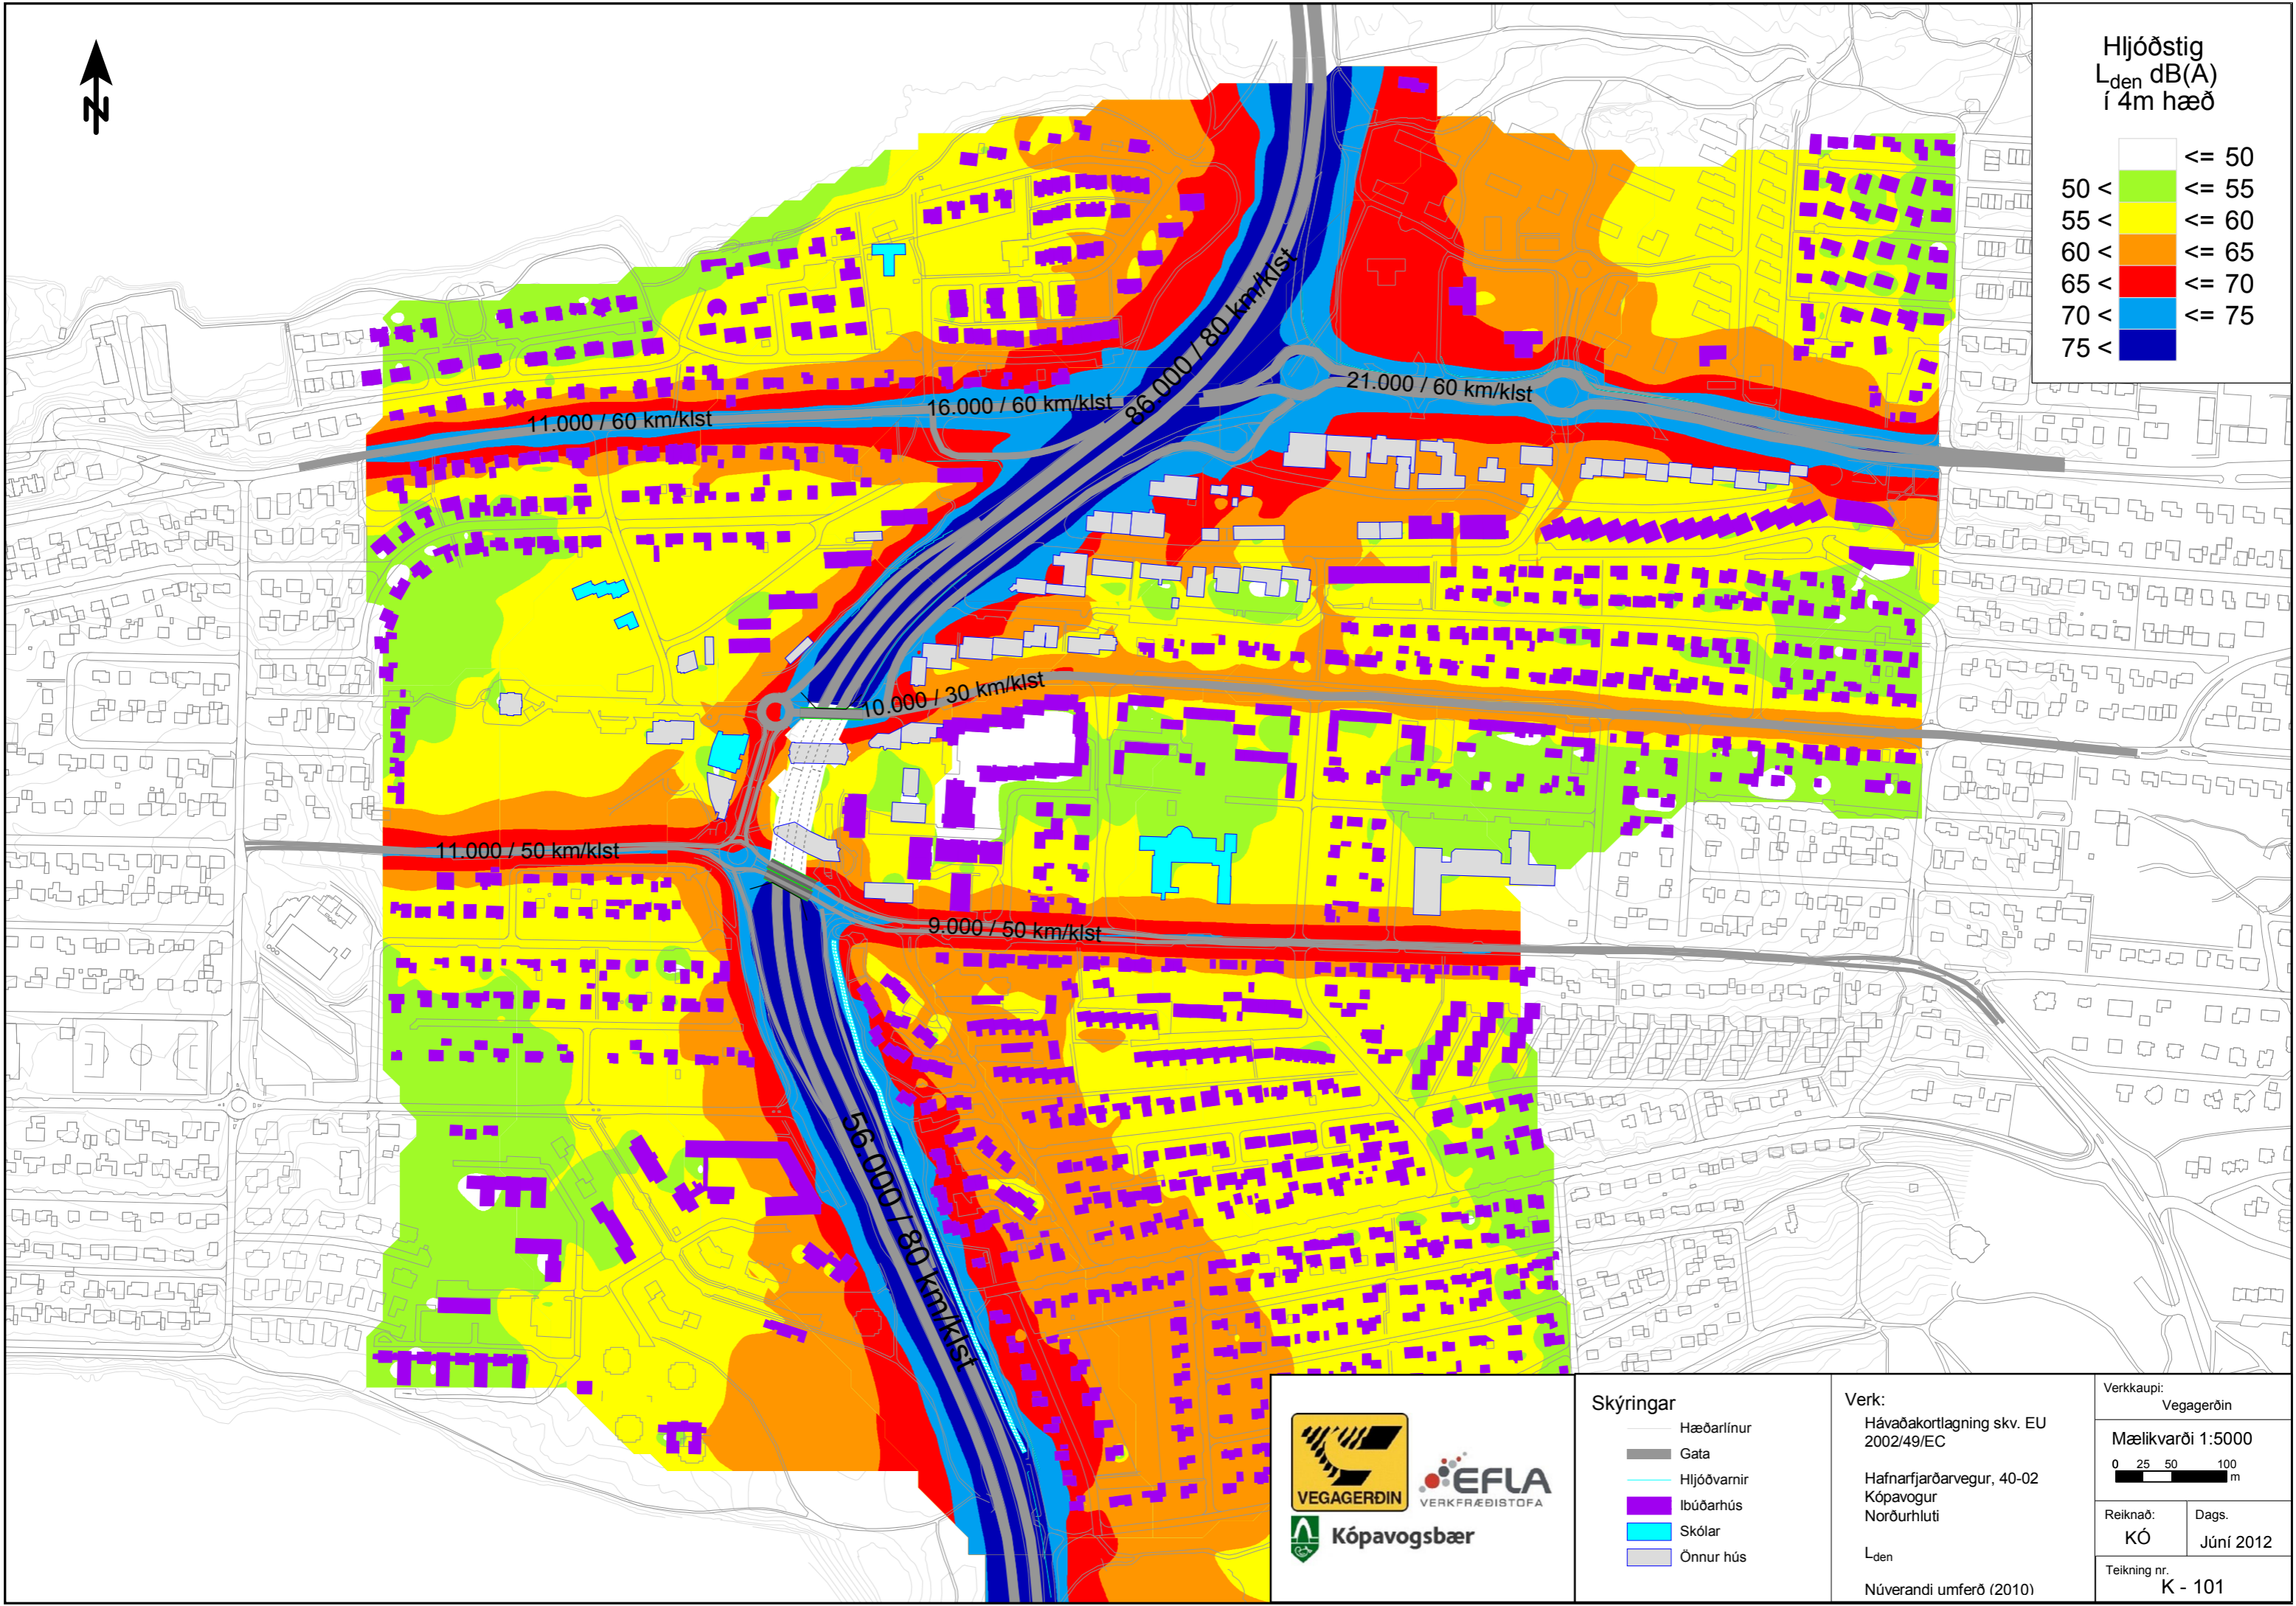 N
Hljóðstig
Lden dB(A)
í 4m hæð
<= 50
50 < <= 55
55 < <= 60
60 < <= 65
65 < <= 70
70 < <= 75
75 <
86.000 / 80 km/klst
21.000 / 60 km/klst
16.000 / 60 km/klst
11.000 / 60 km/klst
10.000 / 30 km/klst
11.000 / 50 km/klst
9.000 / 50 km/klst
56.000 / 80 km/klst
VEGAGERÐIN
EFLA
VERKFRÆÐISTOFA
Kópavogsbær
Skýringar
Hæðarlínur
Gata
Hljóðvarnir
Ibúðarhús
Skólar
Önnur hús
Verk:
Hávaðakortlagning skv. EU
2002/49/EC
Hafnarfjarðarvegur, 40-02
Kópavogur
Norðurhluti
Lden
Núverandi umferð (2010)
Verkkaupi:
Vegagerðin
Mælikvarði 1:5000
0 25 50 100
m
Reiknað:
KÓ
Dags.
Júní 2012
Teikning nr.
K - 101